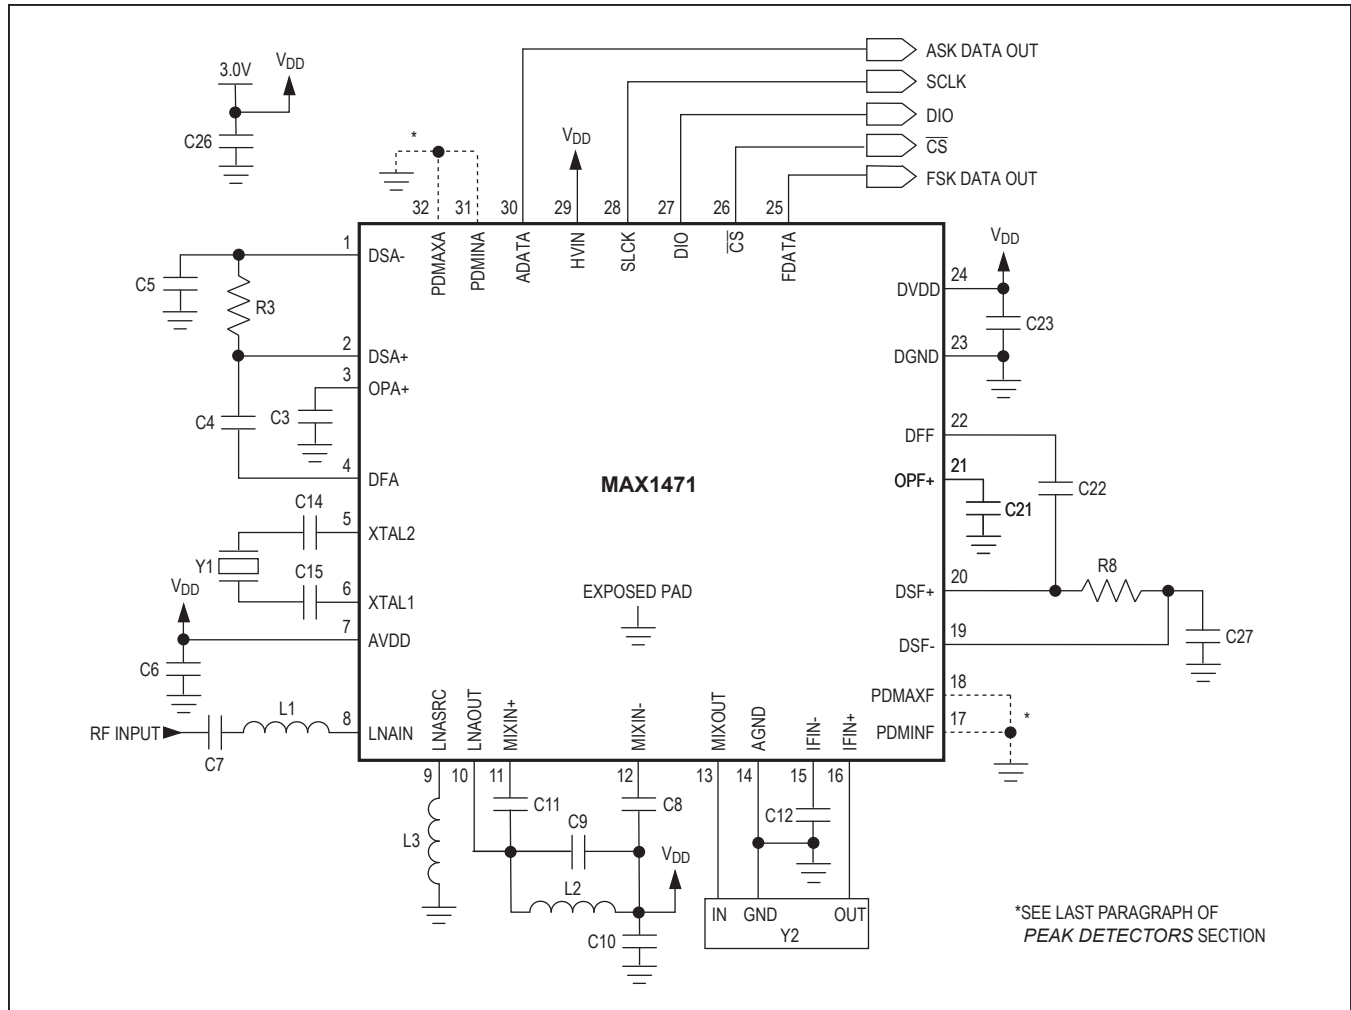 ASK DATA OUT
SCLK
DIO
CS
FSK DATA OUT
3.0V
VDD
C26
*
VDD
32
31
30
29
28
27
26
25
PDMAXA
PDMINA
ADATA
HVIN
SLCK
DIO
CS
FDATA
1
DSA-
C5
R3
2
DSA+
3
OPA+
C4
C3
4
DFA
C14
5
XTAL2
Y1
C15
6
XTAL1
VDD
7
AVDD
C6
RF INPUT
C7
L1
8
LNAIN
MAX1471
EXPOSED PAD
VDD
24
DVDD
C23
23
DGND
22
DFF
21
OPF+
C22
C21
20
DSF+
R8
19
DSF-
C27
18
PDMAXF
17
PDMINF
*
LNASRC
LNAOUT
MIXIN+
MIXIN-
MIXOUT
AGND
IFIN-
IFIN+
9
10
11
12
13
14
15
16
L3
C11
C9
C8
L2
VDD
C10
C12
IN
GND
OUT
Y2
*SEE LAST PARAGRAPH OF
PEAK DETECTORS SECTION